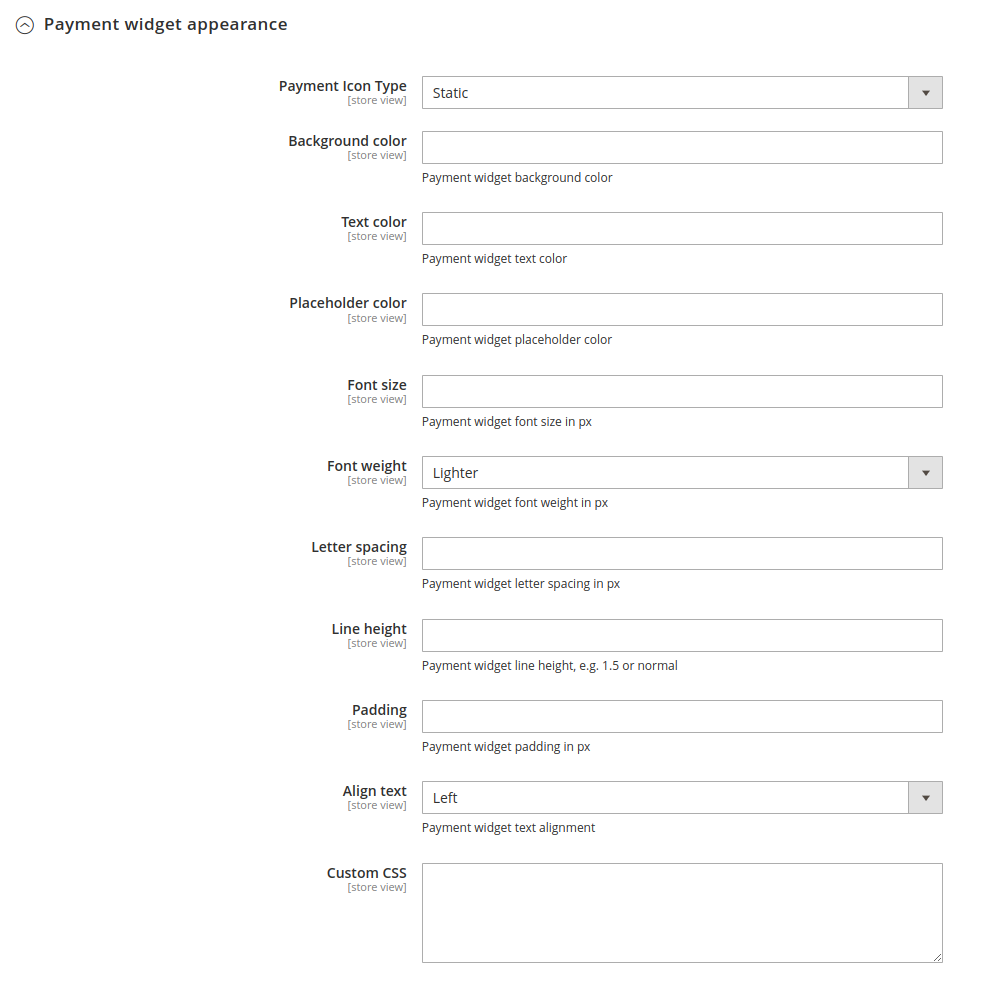 Payment widget appearance
Payment Icon Type
[store view]
Static
Background color
[store view]
Payment widget background color
Text color
[store view]
Payment widget text color
Placeholder color
[store view]
Payment widget placeholder color
Font size
[store view]
Payment widget font size in px
Font weight
[store view]
Lighter
Payment widget font weight in px
Letter spacing
[store view]
Payment widget letter spacing in px
Line height
[store view]
Payment widget line height, e.g. 1.5 or normal
Padding
[store view]
Payment widget padding in px
Align text
[store view]
Left
Payment widget text alignment
Custom CSS
[store view]